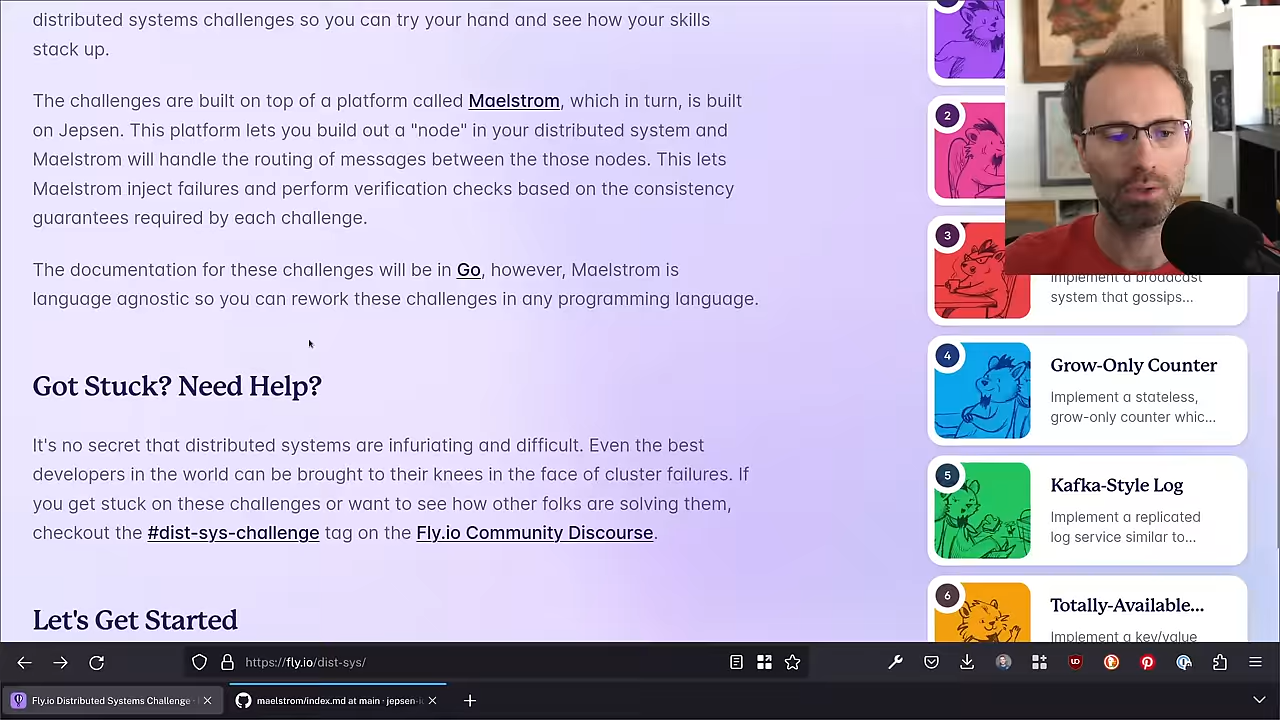 distributed systems challenges so you can try your hand and see how your skills
stack up.
The challenges are built on top of a platform called Maelstrom, which in turn, is built
on Jepsen. This platform lets you build out a "node" in your distributed system and
Maelstrom will handle the routing of messages between the those nodes. This lets
Maelstrom inject failures and perform verification checks based on the consistency
guarantees required by each challenge.
The documentation for these challenges will be in Go, however, Maelstrom is
language agnostic so you can rework these challenges in any programming language.
Got Stuck? Need Help?
It's no secret that distributed systems are infuriating and difficult. Even the best
developers in the world can be brought to their knees in the face of cluster failures. If
you get stuck on these challenges or want to see how other folks are solving them,
checkout the #dist-sys-challenge tag on the Fly.io Community Discourse.
Let's Get Started
2
3
Implement a broadcast
system that gossips...
4
Grow-Only Counter
Implement a stateless,
grow-only counter whic...
5
Kafka-Style Log
Implement a replicated
log service similar to...
6
Totally-Available...
Implement a key/value
https://fly.io/dist-sys/
Fly.io Distributed Systems Challenge
maelstrom/index.md at main · jepsen-io